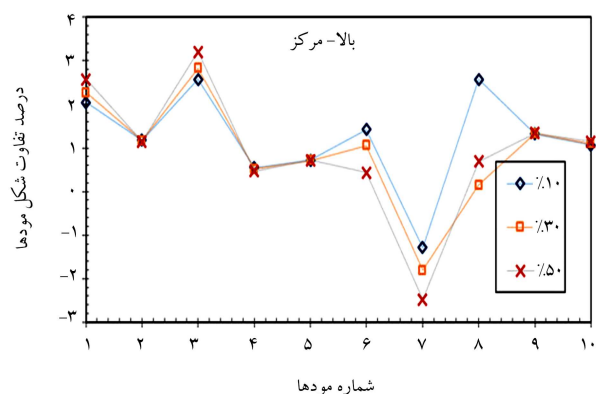 بالا- مرکز
درصد تفاوت شکل مودها
۴
۳
۲
۱
۰
-۱
-۲
-۳
٪۱۰
٪۳۰
٪۵۰
۱ ۲ ۳ ۴ ۵ ۶ ۷ ۸ ۹ ۱۰
شماره مودها